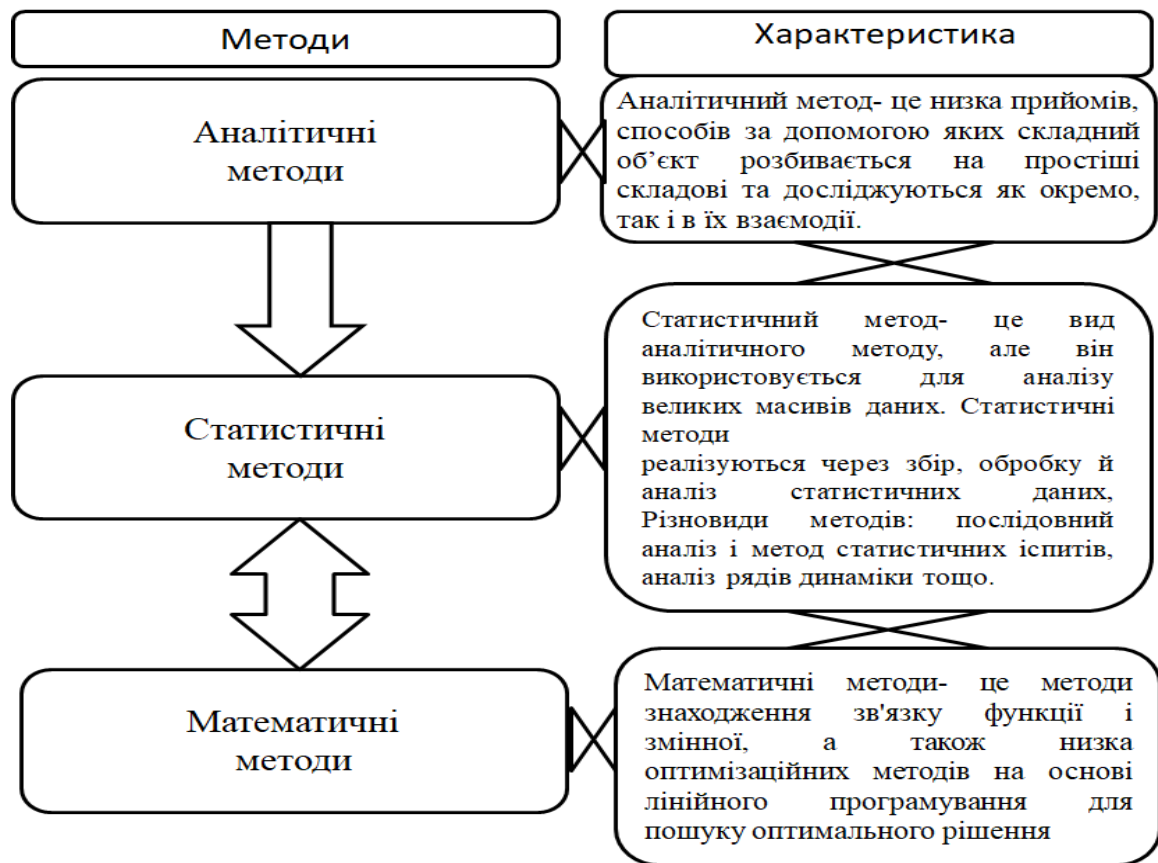 Методи
Характеристика
Аналітичні
методи
Аналітичний метод- це низка прийомів,
способів за допомогою яких складний
об’єкт розбивається на простіші
складові та досліджуються як окремо,
так і в їх взаємодії.
Статистичні
методи
Статистичний метод- це вид
аналітичного методу, але він
використовується для аналізу
великих масивів даних. Статистичні
методи
реалізуються через збір, обробку й
аналіз статистичних даних,
Різновиди методів: послідовний
аналіз і метод статистичних іспитів,
аналіз рядів динаміки тощо.
Математичні
методи
Математичні методи- це методи
знаходження зв'язку функції і
змінної, а також низка
оптимізаційних методів на основі
лінійного програмування для
пошуку оптимального рішення